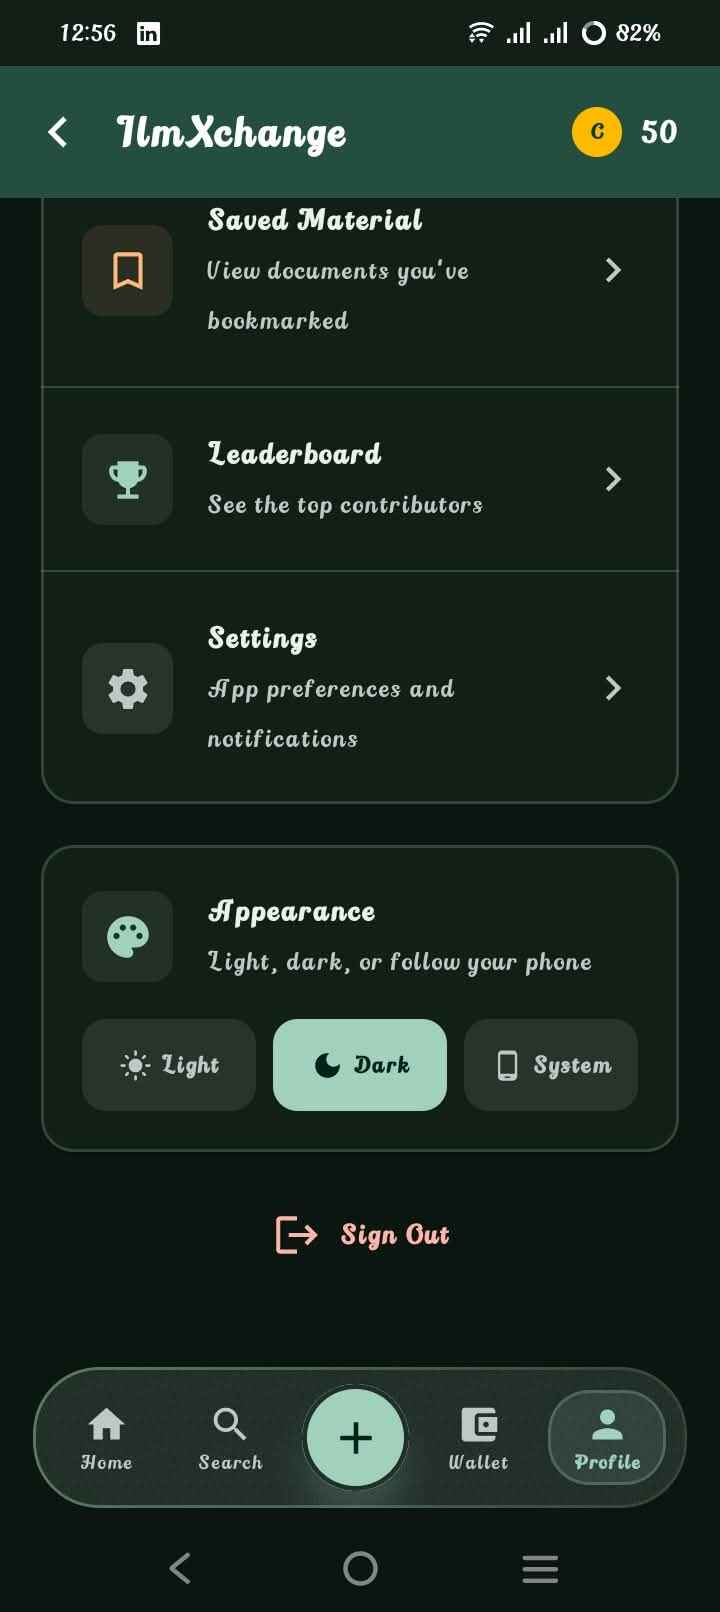 12:56
82%
IlmXchange
C 50
Saved Material
View documents you've
bookmarked
Leaderboard
See the top contributors
Settings
App preferences and
notifications
Appearance
Light, dark, or follow your phone
Light Dark System
Sign Out
Home Search Wallet Profile